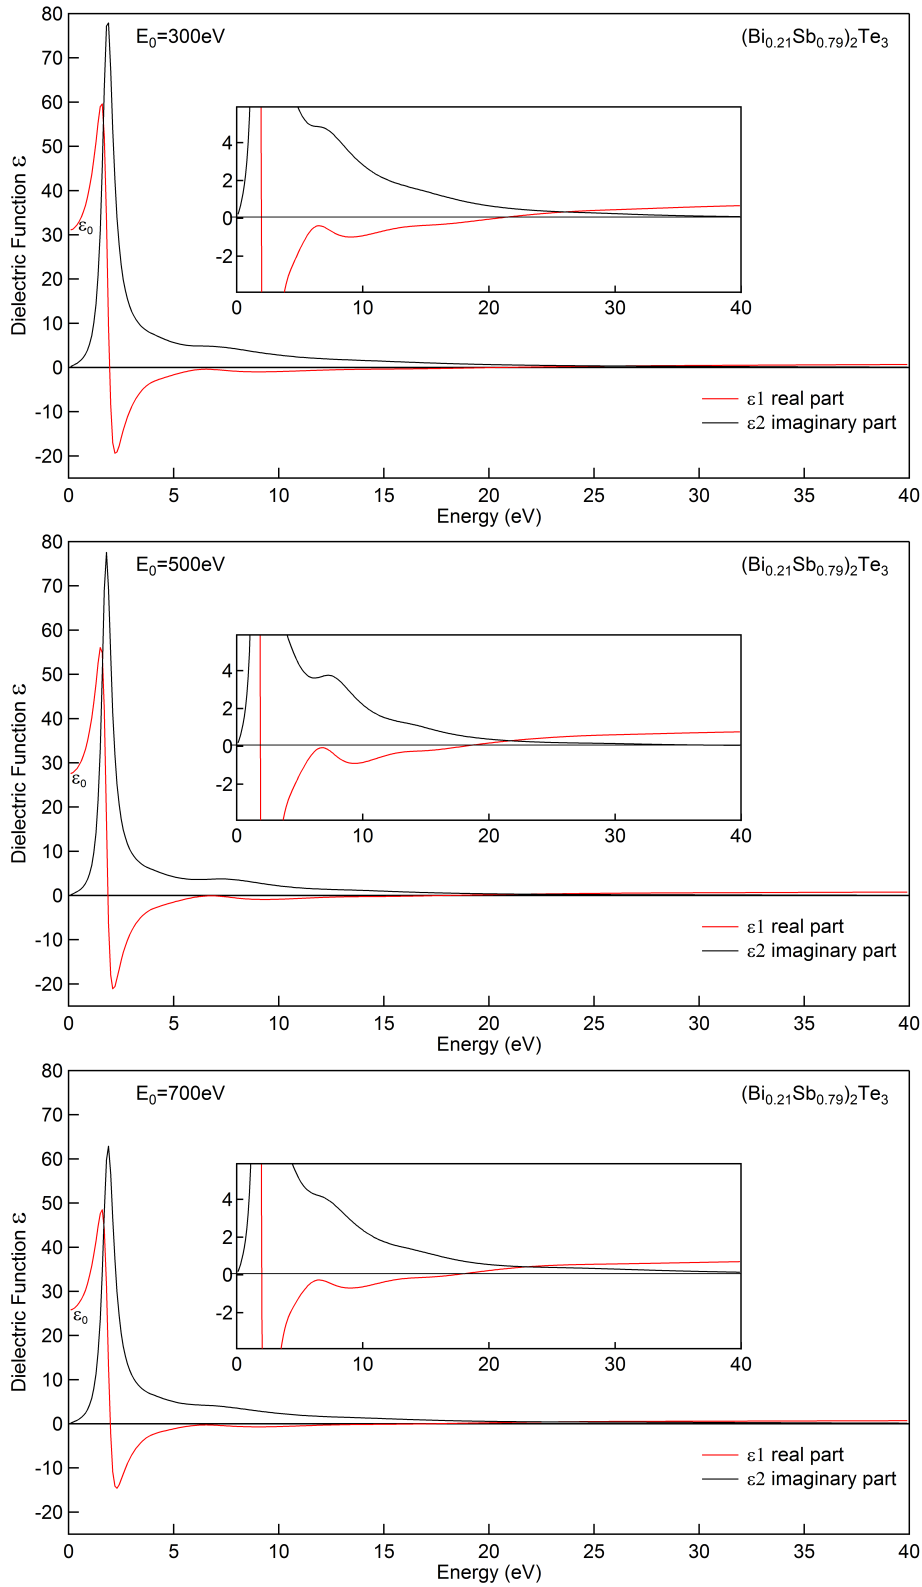 E₀=300eV
(Bi₀.₂₁Sb₀.₇₉)₂Te₃
Dielectric Function ε
80
70
60
50
40
30
20
10
0
-10
-20
ε₀
4
2
0
-2
0 10 20 30 40
ε1 real part
ε2 imaginary part
0 5 10 15 20 25 30 35 40
Energy (eV)
E₀=500eV
(Bi₀.₂₁Sb₀.₇₉)₂Te₃
Dielectric Function ε
80
70
60
50
40
30
20
10
0
-10
-20
ε₀
4
2
0
-2
0 10 20 30 40
ε1 real part
ε2 imaginary part
0 5 10 15 20 25 30 35 40
Energy (eV)
E₀=700eV
(Bi₀.₂₁Sb₀.₇₉)₂Te₃
Dielectric Function ε
80
70
60
50
40
30
20
10
0
-10
-20
ε₀
4
2
0
-2
0 10 20 30 40
ε1 real part
ε2 imaginary part
0 5 10 15 20 25 30 35 40
Energy (eV)